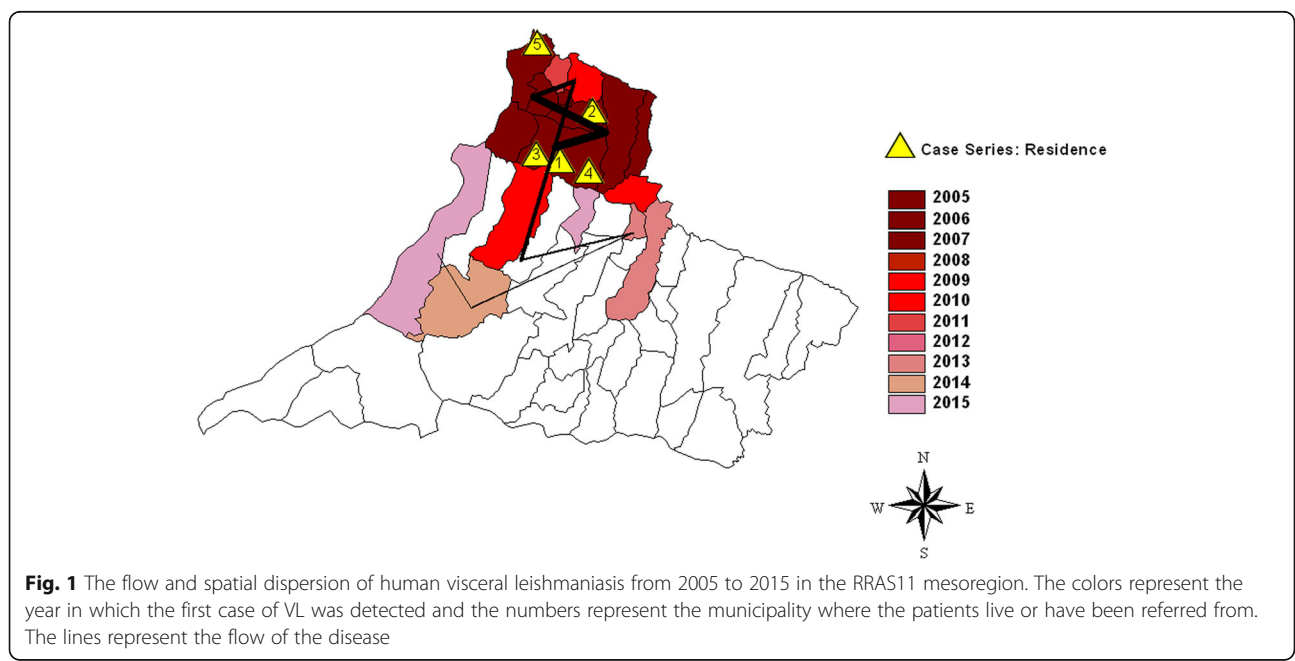 5
2
3
1
4
Case Series: Residence
2005
2006
2007
2008
2009
2010
2011
2012
2013
2014
2015
N
W E
S
Fig. 1 The flow and spatial dispersion of human visceral leishmaniasis from 2005 to 2015 in the RRAS11 mesoregion. The colors represent the
year in which the first case of VL was detected and the numbers represent the municipality where the patients live or have been referred from.
The lines represent the flow of the disease